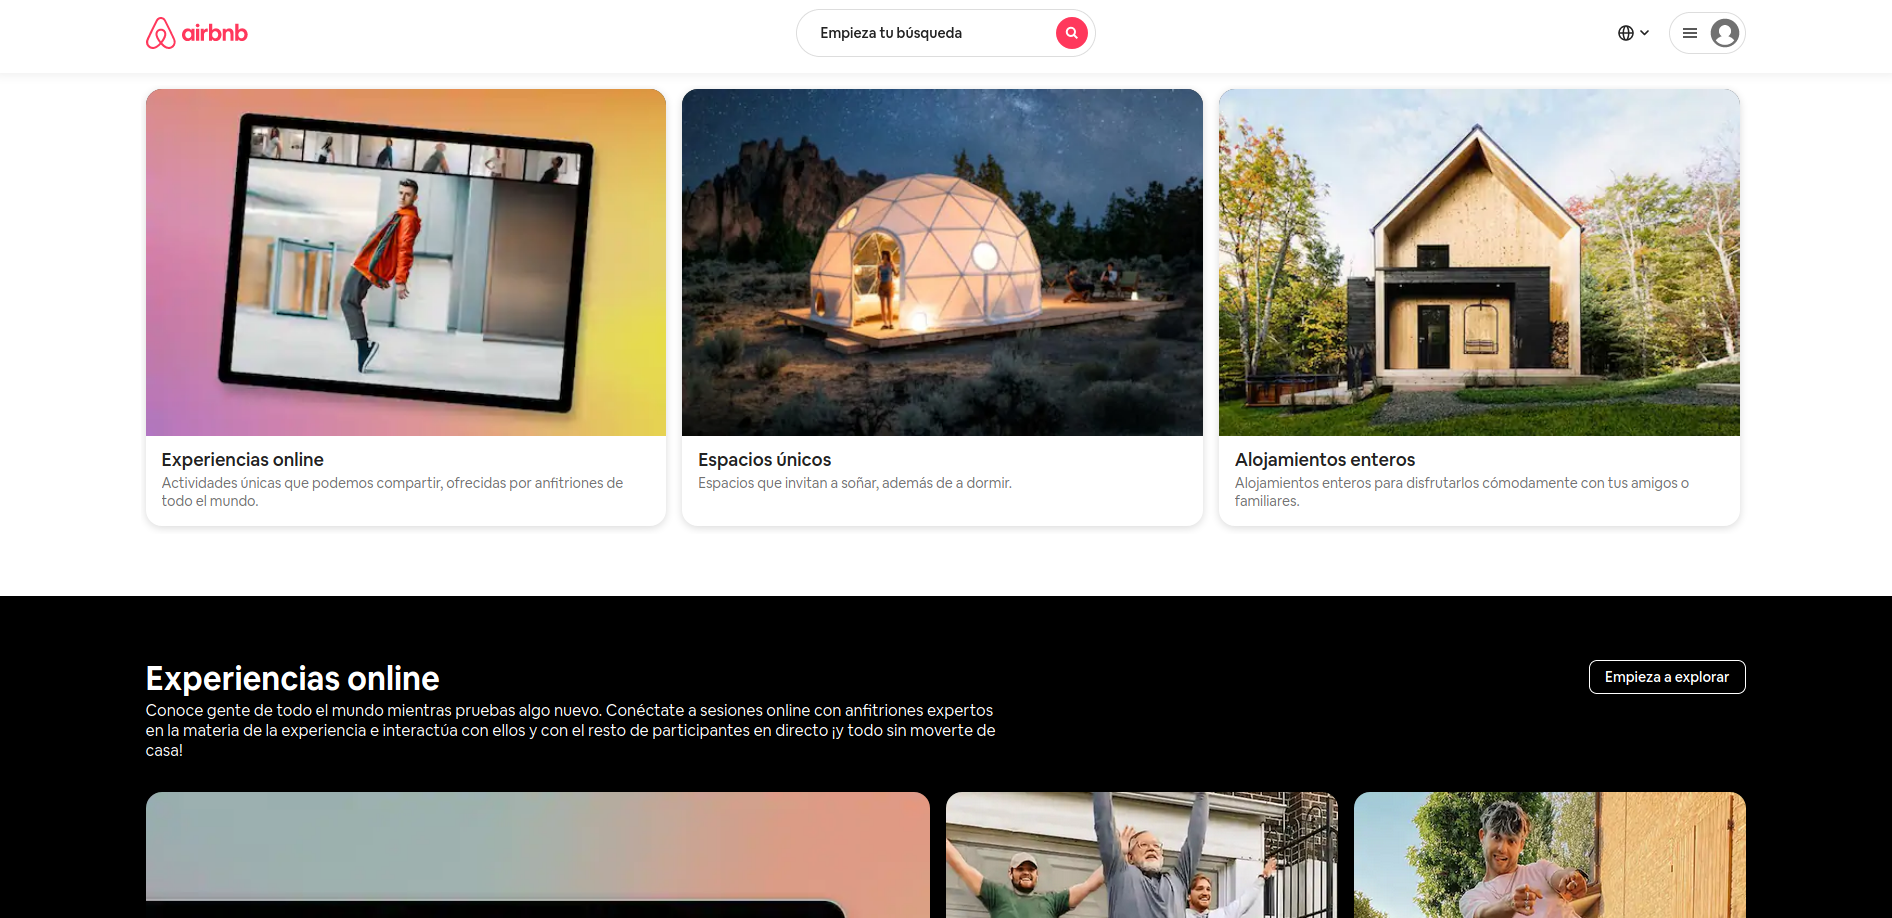 airbnb
Empieza tu búsqueda
Experiencias online
Actividades únicas que podemos compartir, ofrecidas por anfitriones de
todo el mundo.
Espacios únicos
Espacios que invitan a soñar, además de a dormir.
Alojamientos enteros
Alojamientos enteros para disfrutarlos cómodamente con tus amigos o
familiares.
Experiencias online
Empieza a explorar
Conoce gente de todo el mundo mientras pruebas algo nuevo. Conéctate a sesiones online con anfitriones expertos
en la materia de la experiencia e interactúa con ellos y con el resto de participantes en directo ¡y todo sin moverte de
casa!